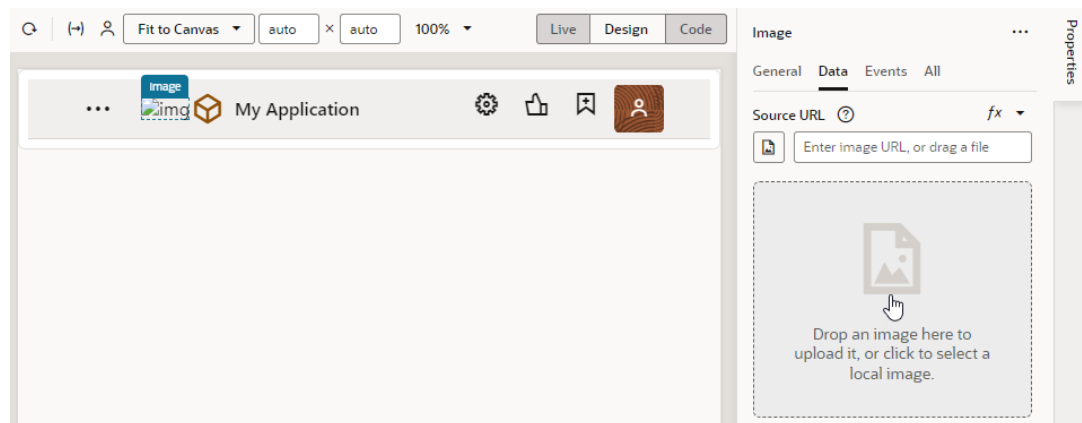 Fit to Canvas auto × auto 100% Live Design Code
Image
Properties
General Data Events All
Image
img My Application
Source URL fx
Enter image URL, or drag a file
Drop an image here to
upload it, or click to select a
local image.